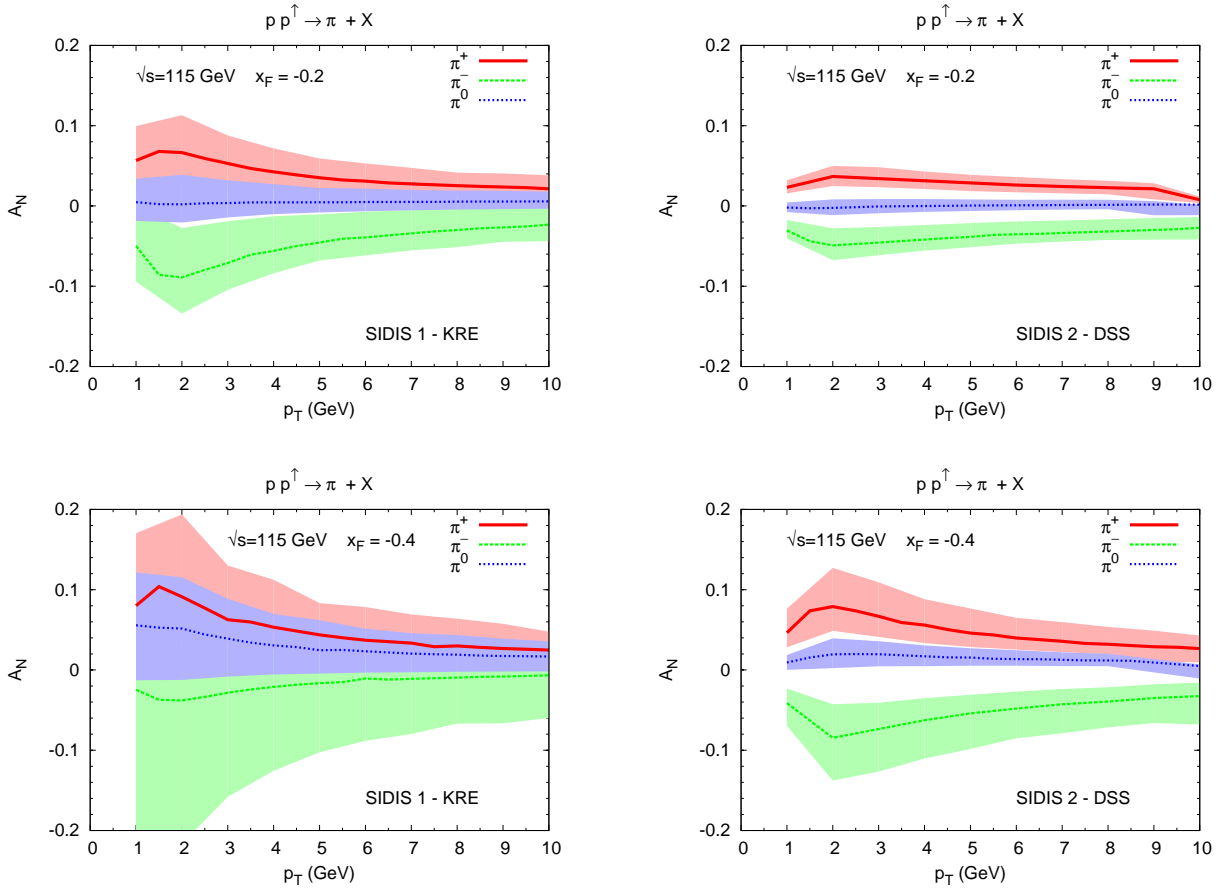 p p↑ → π + X
0.2
0.1
0
-0.1
-0.2
A_N
√s=115 GeV x_F = -0.2
π+
π−
π0
SIDIS 1 - KRE
0 1 2 3 4 5 6 7 8 9 10
p_T (GeV)
p p↑ → π + X
0.2
0.1
0
-0.1
-0.2
A_N
√s=115 GeV x_F = -0.2
π+
π−
π0
SIDIS 2 - DSS
0 1 2 3 4 5 6 7 8 9 10
p_T (GeV)
p p↑ → π + X
0.2
0.1
0
-0.1
-0.2
A_N
√s=115 GeV x_F = -0.4
π+
π−
π0
SIDIS 1 - KRE
0 1 2 3 4 5 6 7 8 9 10
p_T (GeV)
p p↑ → π + X
0.2
0.1
0
-0.1
-0.2
A_N
√s=115 GeV x_F = -0.4
π+
π−
π0
SIDIS 2 - DSS
0 1 2 3 4 5 6 7 8 9 10
p_T (GeV)